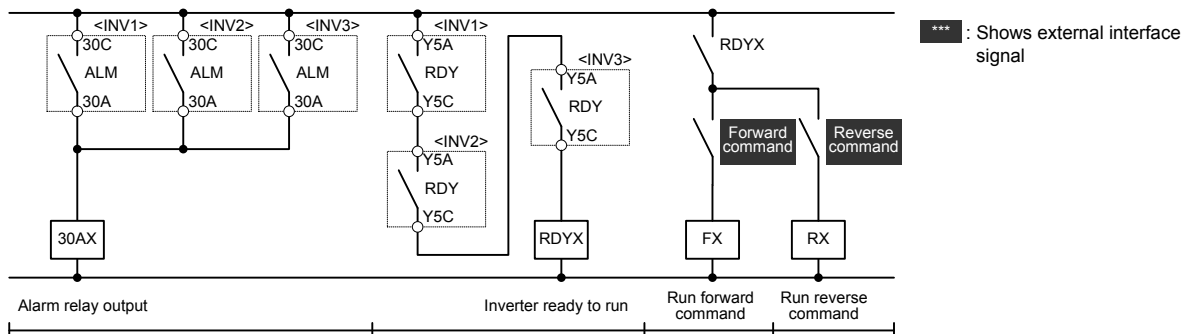 <INV1>
30C
ALM
30A
<INV2>
30C
ALM
30A
<INV3>
30C
ALM
30A
<INV1>
Y5A
RDY
Y5C
<INV2>
Y5A
RDY
Y5C
<INV3>
Y5A
RDY
Y5C
RDYX
Forward
command
Reverse
command
*** : Shows external interface
signal
30AX
RDYX
FX
RX
Alarm relay output
Inverter ready to run
Run forward
command
Run reverse
command